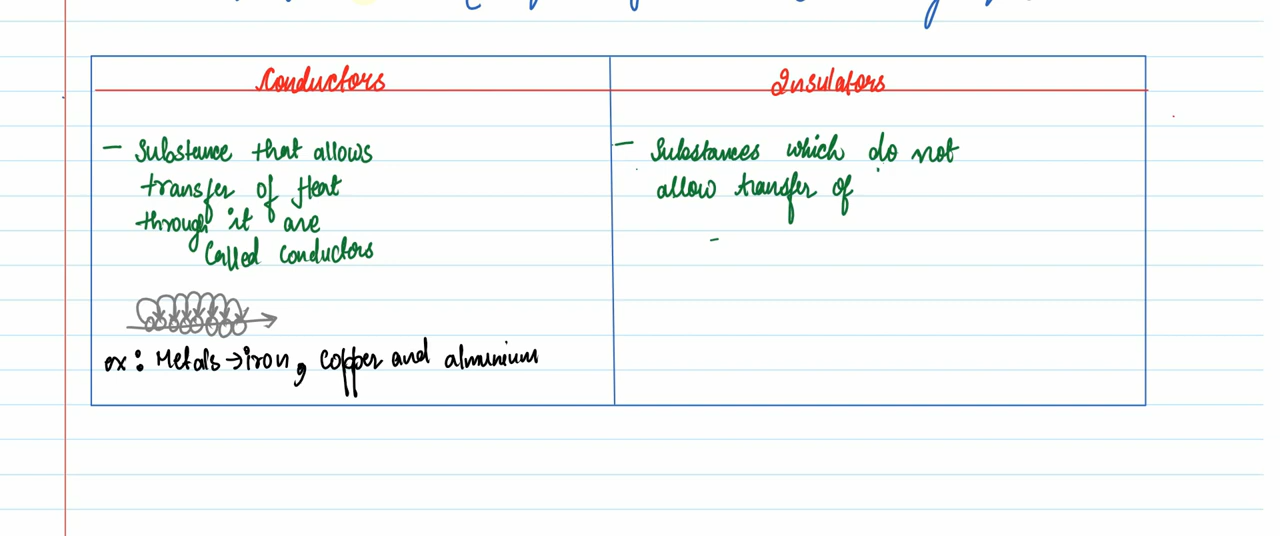 Conductors
Insulators
- Substance that allows
transfer of Heat
through it are
Called conductors
ex: Metals → iron, Copper and aluminium
- Substances which do not
allow transfer of
-